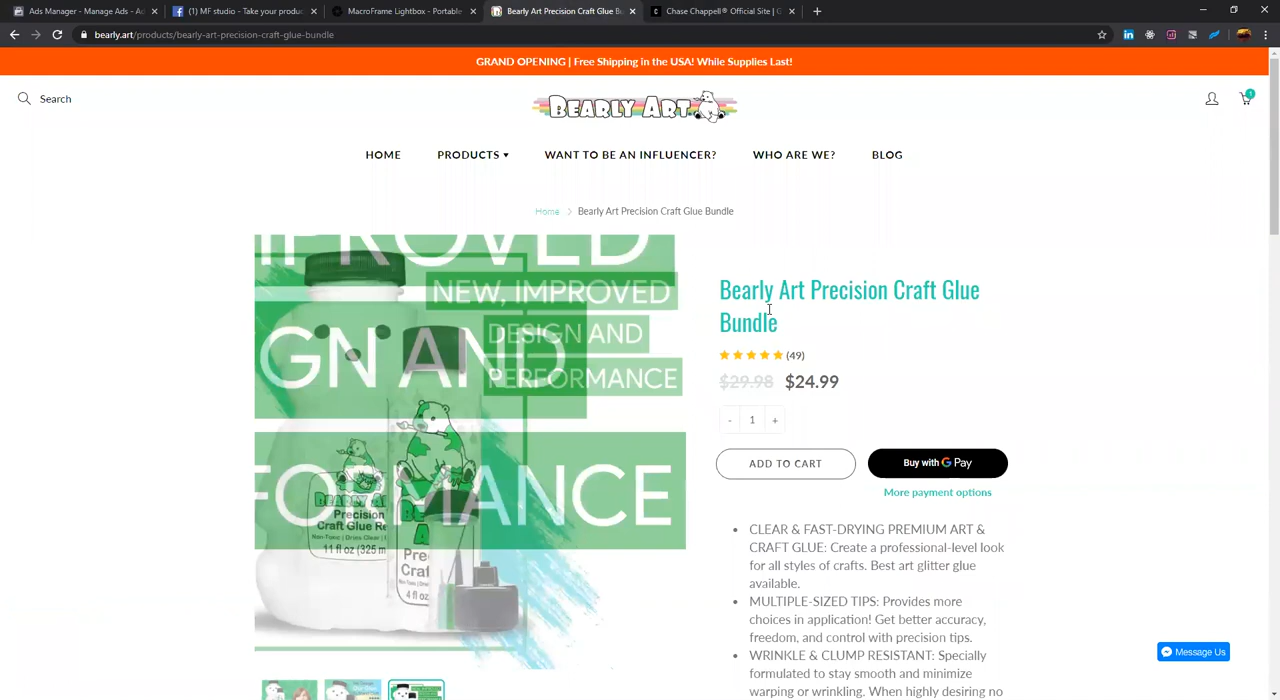 Ads Manager - Manage Ads - Ad
(1) MF studio - Take your produc
MacroFrame Lightbox - Portable
Bearly Art Precision Craft Glue Bu
Chase Chappell® Official Site | G
bearly.art/products/bearly-art-precision-craft-glue-bundle
GRAND OPENING | Free Shipping in the USA! While Supplies Last!
Search
BEARLY ART
1
HOME
PRODUCTS ▾
WANT TO BE AN INFLUENCER?
WHO ARE WE?
BLOG
Home > Bearly Art Precision Craft Glue Bundle
IMPROVED
NEW, IMPROVED
DESIGN AND
PERFORMANCE
GN AND
Precision
Craft Glue Re
11 fl oz (325 m
4 fl oz
Bearly Art Precision Craft Glue
Bundle
(49)
$29.98 $24.99
- 1 +
ADD TO CART
Buy with G Pay
More payment options
• CLEAR & FAST-DRYING PREMIUM ART &
CRAFT GLUE: Create a professional-level look
for all styles of crafts. Best art glitter glue
available.
• MULTIPLE-SIZED TIPS: Provides more
choices in application! Get better accuracy,
freedom, and control with precision tips.
• WRINKLE & CLUMP RESISTANT: Specially
formulated to stay smooth and minimize
warping or wrinkling. When highly desiring no
Message Us